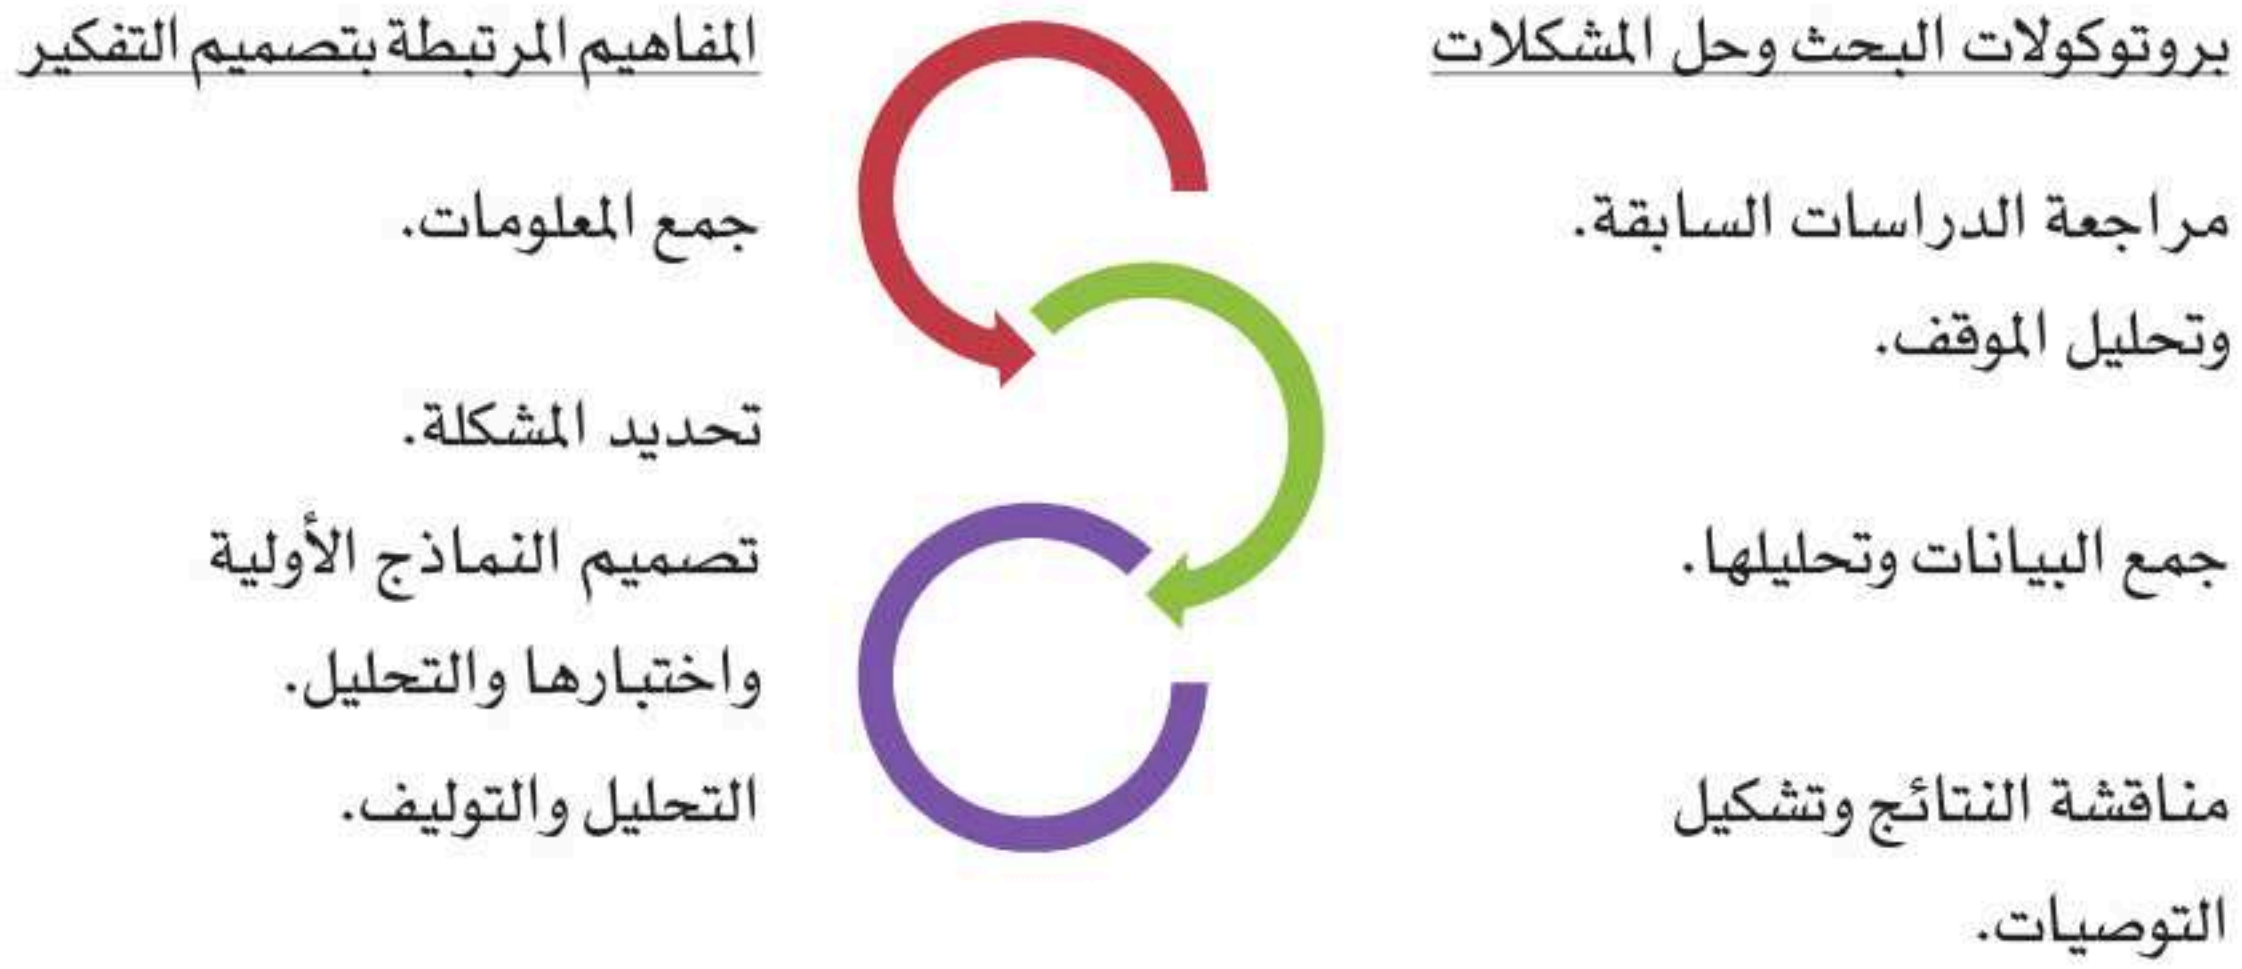 بروتوكولات البحث وحل المشكلات
مراجعة الدراسات السابقة.
وتحليل الموقف.
جمع البيانات وتحليلها.
مناقشة النتائج وتشكيل
التوصيات.
المفاهيم المرتبطة بتصميم التفكير
جمع المعلومات.
تحديد المشكلة.
تصميم النماذج الأولية
واختبارها والتحليل.
التحليل والتوليف.